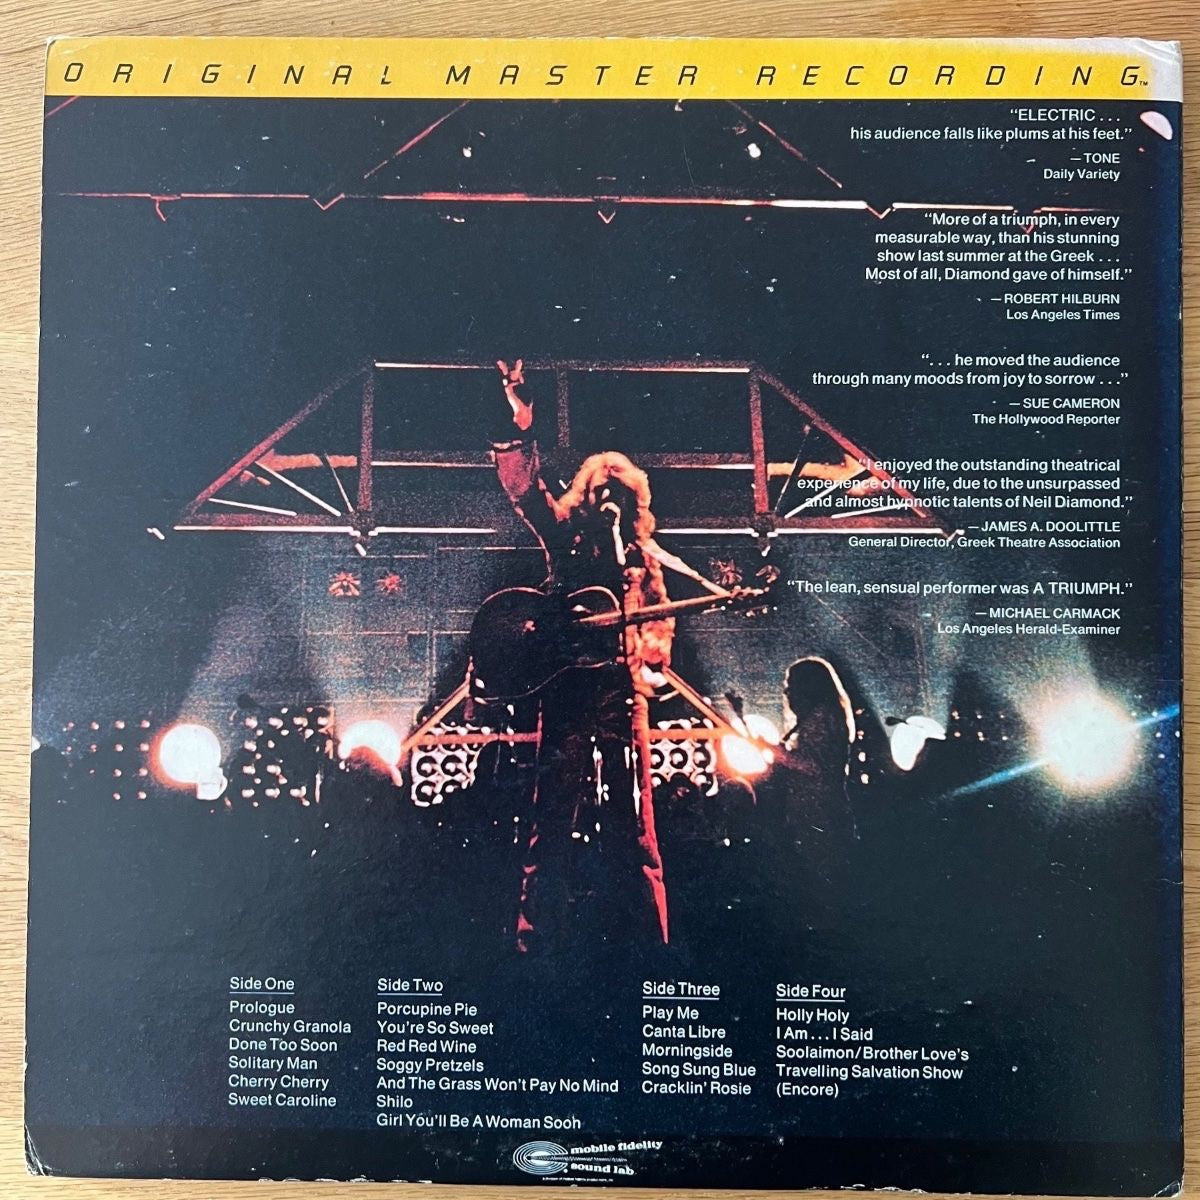 ORIGINAL MASTER RECORDING™
“ELECTRIC...
his audience falls like plums at his feet.”
—TONE
Daily Variety
“More of a triumph, in every
measurable way, than his stunning
show last summer at the Greek...
Most of all, Diamond gave of himself.”
—ROBERT HILBURN
Los Angeles Times
“...he moved the audience
through many moods from joy to sorrow...”
—SUE CAMERON
The Hollywood Reporter
“I enjoyed the outstanding theatrical
experience of my life, due to the unsurpassed
and almost hypnotic talents of Neil Diamond.”
—JAMES A. DOOLITTLE
General Director, Greek Theatre Association
“The lean, sensual performer was A TRIUMPH.”
—MICHAEL CARMACK
Los Angeles Herald-Examiner
Side One
Prologue
Crunchy Granola
Done Too Soon
Solitary Man
Cherry Cherry
Sweet Caroline
Side Two
Porcupine Pie
You're So Sweet
Red Red Wine
Soggy Pretzels
And The Grass Won't Pay No Mind
Shilo
Girl You'll Be A Woman Soon
Side Three
Play Me
Canta Libre
Morningside
Song Sung Blue
Cracklin' Rosie
Side Four
Holly Holy
I Am...I Said
Soolaimon/Brother Love's
Travelling Salvation Show
(Encore)
mobile fidelity
sound lab